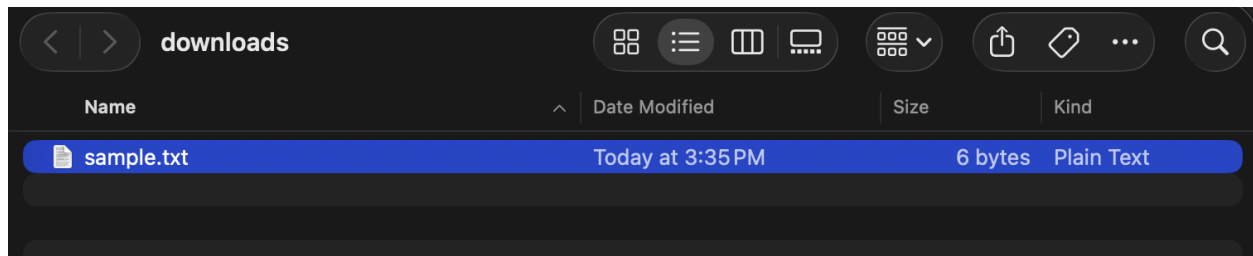 downloads
Name Date Modified Size Kind
sample.txt Today at 3:35 PM 6 bytes Plain Text